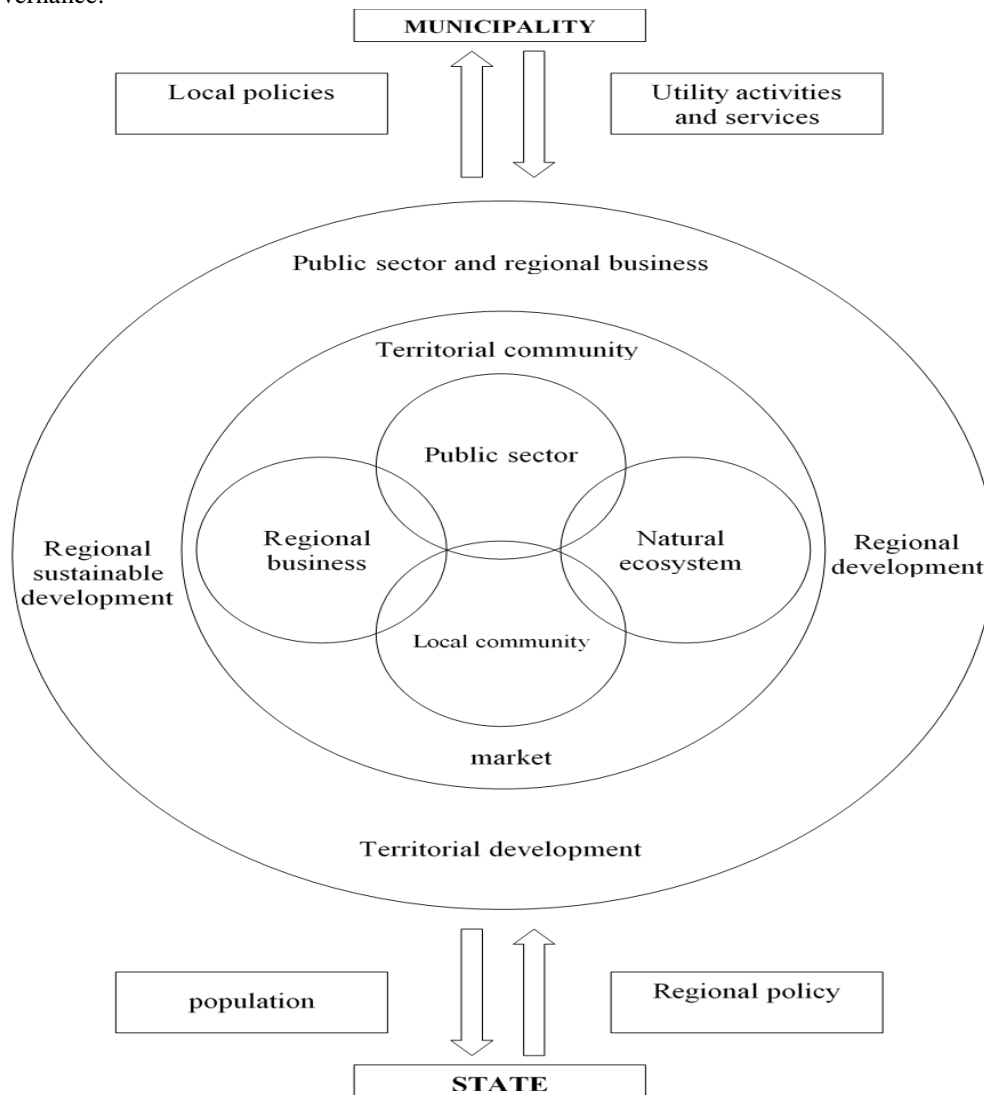 vernance.
MUNICIPALITY
Local policies
Utility activities
and services
Public sector and regional business
Territorial community
Public sector
Regional
business
Natural
ecosystem
Regional
sustainable
development
Regional
development
Local community
market
Territorial development
population
Regional policy
STATE